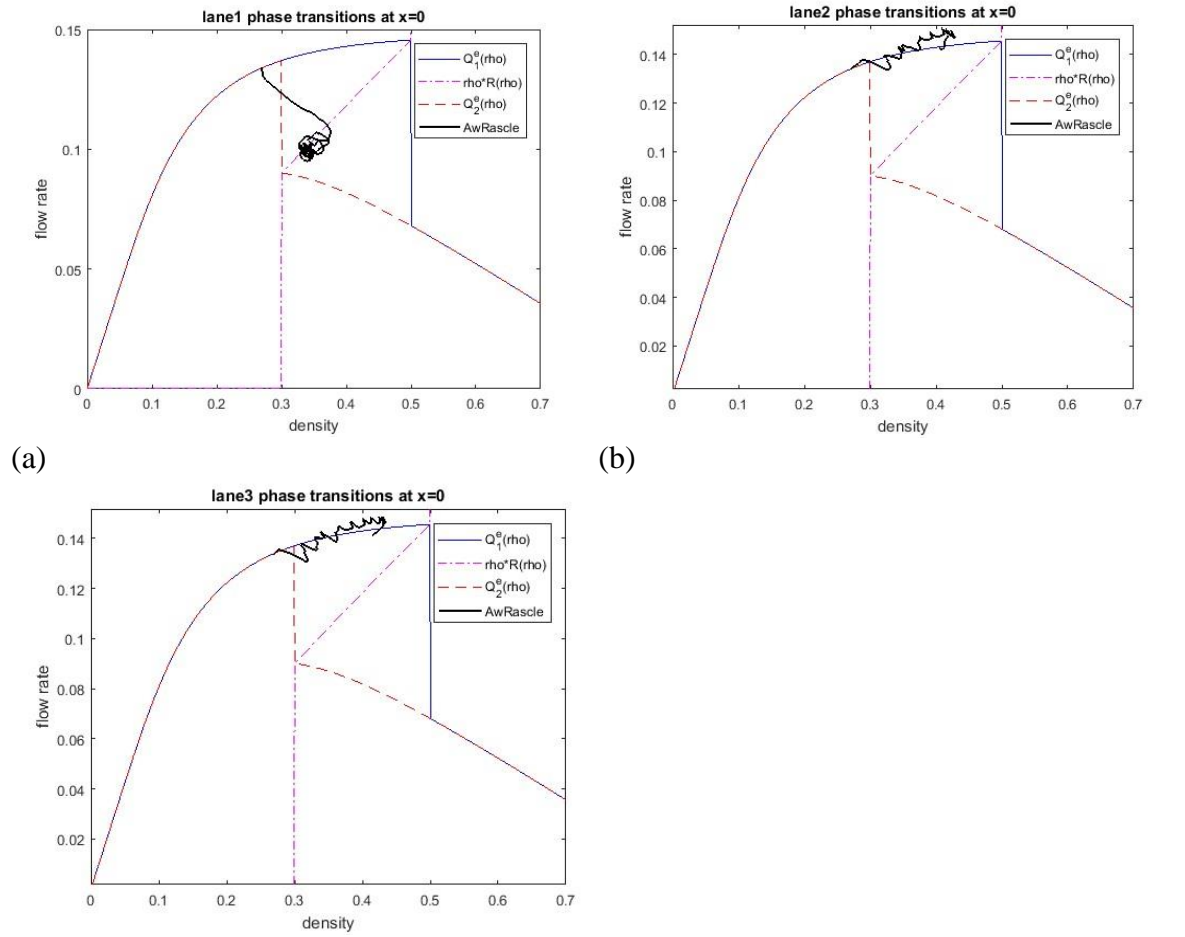 lane1 phase transitions at x=0
0.15
0.1
0.05
0
flow rate
0 0.1 0.2 0.3 0.4 0.5 0.6 0.7
density
Q₁ᵉ(rho)
rho*R(rho)
Q₂ᵉ(rho)
AwRascle
(a)
lane2 phase transitions at x=0
0.14
0.12
0.1
0.08
0.06
0.04
0.02
flow rate
0 0.1 0.2 0.3 0.4 0.5 0.6 0.7
density
Q₁ᵉ(rho)
rho*R(rho)
Q₂ᵉ(rho)
AwRascle
(b)
lane3 phase transitions at x=0
0.14
0.12
0.1
0.08
0.06
0.04
0.02
flow rate
0 0.1 0.2 0.3 0.4 0.5 0.6 0.7
density
Q₁ᵉ(rho)
rho*R(rho)
Q₂ᵉ(rho)
AwRascle